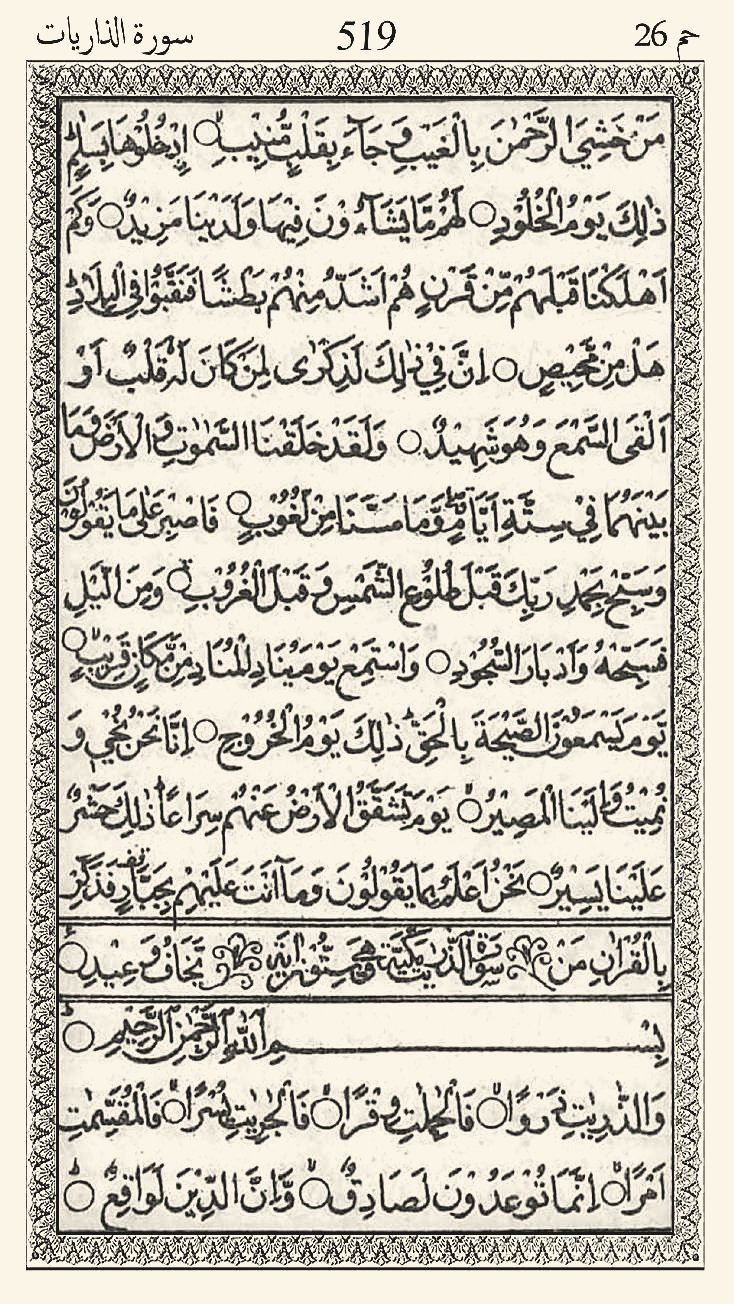 حم 26 519 سورة الذاريات
مَنْ خَشِيَ الرَّحْمٰنَ بِالْغَيْبِ وَجَآءَ بِقَلْبٍ مُّنِيْبِ ۙ○ اِۨدْخُلُوْهَا بِسَلٰمٍ ؕ
ذٰلِكَ يَوْمُ الْخُلُوْدِ ○ لَهُمْ مَّا يَشَآءُوْنَ فِيْهَا وَلَدَيْنَا مَزِيْدٌ ○ وَكَمْ
اَهْلَكْنَا قَبْلَهُمْ مِّنْ قَرْنٍ هُمْ اَشَدُّ مِنْهُمْ بَطْشًا فَنَقَّبُوْا فِي الْبِلَادِ ؕ
هَلْ مِنْ مَّحِيْصٍ ○ اِنَّ فِيْ ذٰلِكَ لَذِكْرٰى لِمَنْ كَانَ لَهٗ قَلْبٌ اَوْ
اَلْقَى السَّمْعَ وَهُوَ شَهِيْدٌ ○ وَلَقَدْ خَلَقْنَا السَّمٰوٰتِ وَالْاَرْضَ وَمَا
بَيْنَهُمَا فِيْ سِتَّةِ اَيَّامٍ ۖ وَّمَا مَسَّنَا مِنْ لُّغُوْبٍ ○ فَاصْبِرْ عَلٰى مَا يَقُوْلُوْنَ
وَسَبِّحْ بِحَمْدِ رَبِّكَ قَبْلَ طُلُوْعِ الشَّمْسِ وَقَبْلَ الْغُرُوْبِ ۚ○ وَمِنَ الَّيْلِ
فَسَبِّحْهُ وَاَدْبَارَ السُّجُوْدِ ○ وَاسْتَمِعْ يَوْمَ يُنَادِ الْمُنَادِ مِنْ مَّكَانٍ قَرِيْبٍ ۙ○
يَّوْمَ يَسْمَعُوْنَ الصَّيْحَةَ بِالْحَقِّ ؕ ذٰلِكَ يَوْمُ الْخُرُوْجِ ○ اِنَّا نَحْنُ نُحْيٖ وَ
نُمِيْتُ وَاِلَيْنَا الْمَصِيْرُ ۙ○ يَوْمَ تَشَقَّقُ الْاَرْضُ عَنْهُمْ سِرَاعًا ؕ ذٰلِكَ حَشْرٌ
عَلَيْنَا يَسِيْرٌ ○ نَحْنُ اَعْلَمُ بِمَا يَقُوْلُوْنَ وَمَاۤ اَنْتَ عَلَيْهِمْ بِجَبَّارٍ ۟ فَذَكِّرْ
بِالْقُرْاٰنِ مَنْ يَّخَافُ وَعِيْدِ ○ سُوْرَةُ الذّٰرِيٰتِ مَكِّيَّةٌ وَّهِيَ سِتُّوْنَ اٰيَةً
بِسْمِ اللّٰهِ الرَّحْمٰنِ الرَّحِيْمِ ○
وَالذّٰرِيٰتِ ذَرْوًا ۙ○ فَالْحٰمِلٰتِ وِقْرًا ۙ○ فَالْجٰرِيٰتِ يُسْرًا ۙ○ فَالْمُقَسِّمٰتِ
اَمْرًا ۙ○ اِنَّمَا تُوْعَدُوْنَ لَصَادِقٌ ۙ○ وَّاِنَّ الدِّيْنَ لَوَاقِعٌ ؕ○